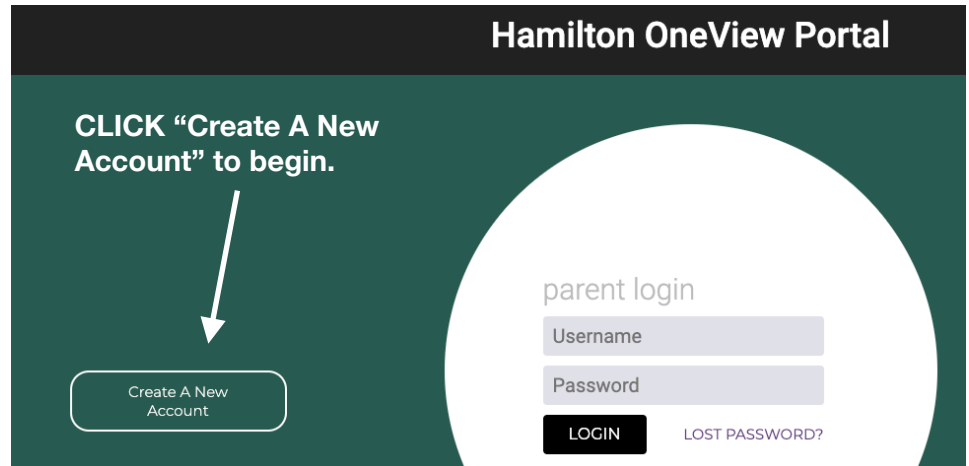 Hamilton OneView Portal
CLICK “Create A New
Account” to begin.
Create A New
Account
parent login
Username
Password
LOGIN
LOST PASSWORD?